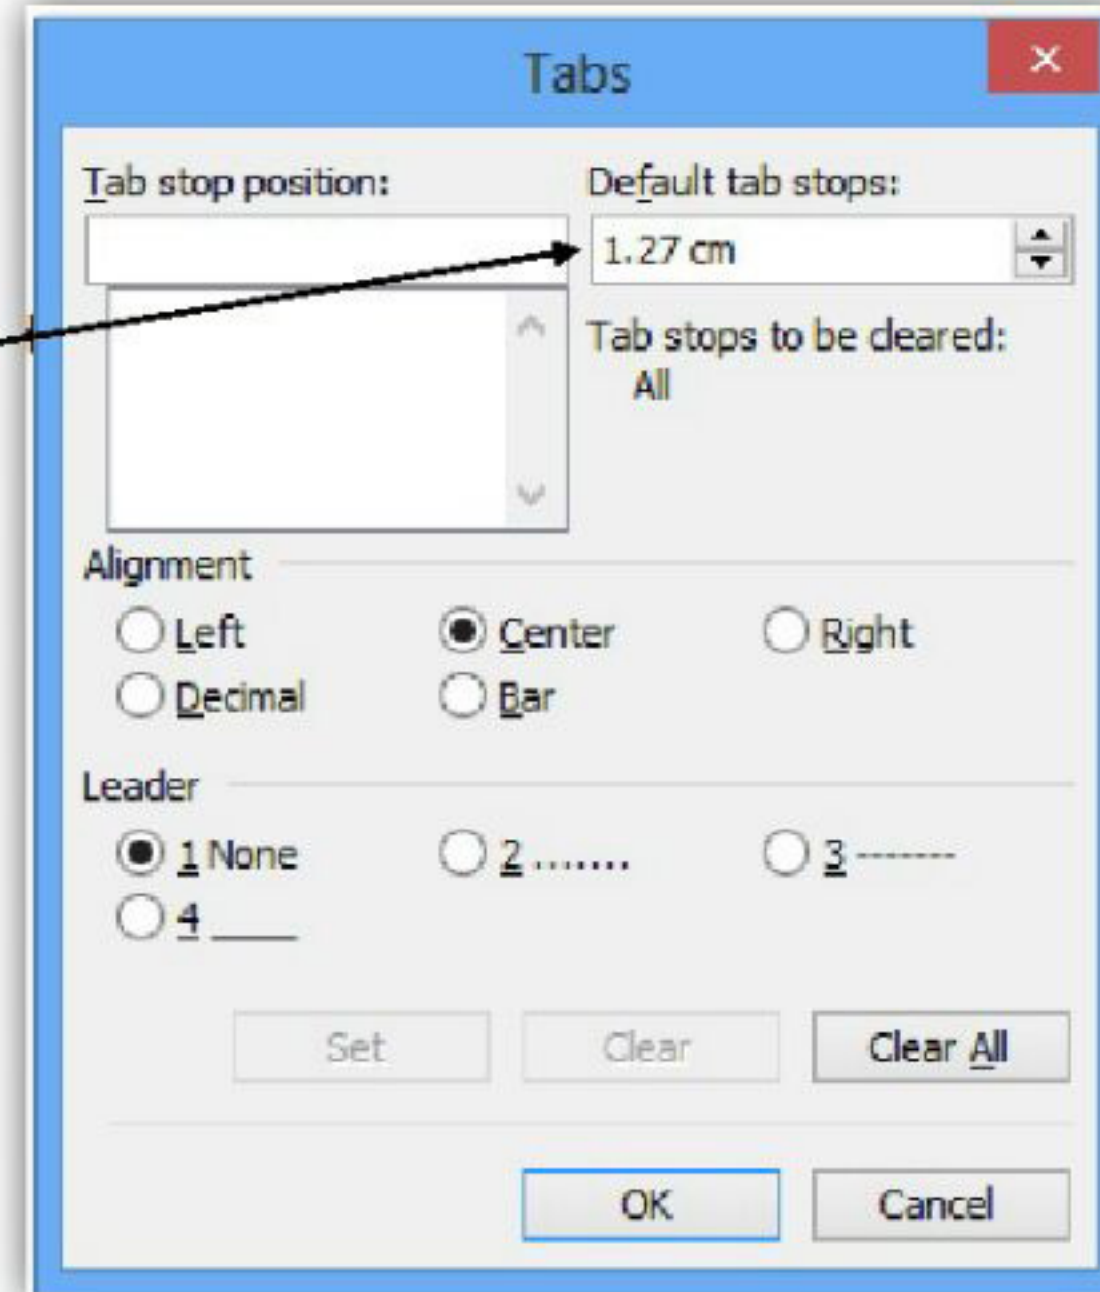 Tabs
Tab stop position: Default tab stops:
1.27 cm
Tab stops to be cleared:
All
Alignment
Left Center Right
Decimal Bar
Leader
1 None 2 ....... 3 -------
4 ____
Set Clear Clear All
OK Cancel